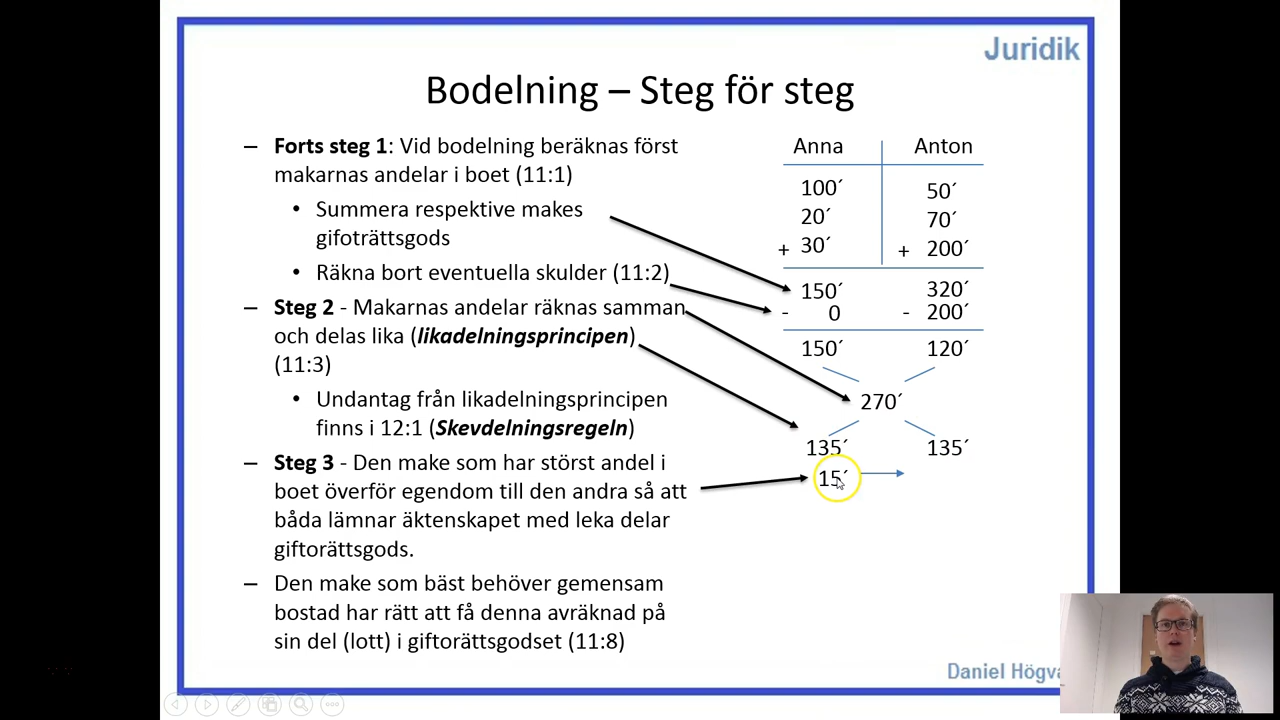 Juridik
Bodelning – Steg för steg
– Forts steg 1: Vid bodelning beräknas först
makarnas andelar i boet (11:1)
• Summera respektive makes
gifoträttsgods
• Räkna bort eventuella skulder (11:2)
– Steg 2 - Makarnas andelar räknas samman
och delas lika (likadelningsprincipen)
(11:3)
• Undantag från likadelningsprincipen
finns i 12:1 (Skevdelningsregeln)
– Steg 3 - Den make som har störst andel i
boet överför egendom till den andra så att
båda lämnar äktenskapet med leka delar
giftorättsgods.
– Den make som bäst behöver gemensam
bostad har rätt att få denna avräknad på
sin del (lott) i giftorättsgodset (11:8)
Anna Anton
100´ 50´
20´ 70´
+ 30´ + 200´
150´ 320´
- 0 - 200´
150´ 120´
270´
135´ 135´
15´
Daniel